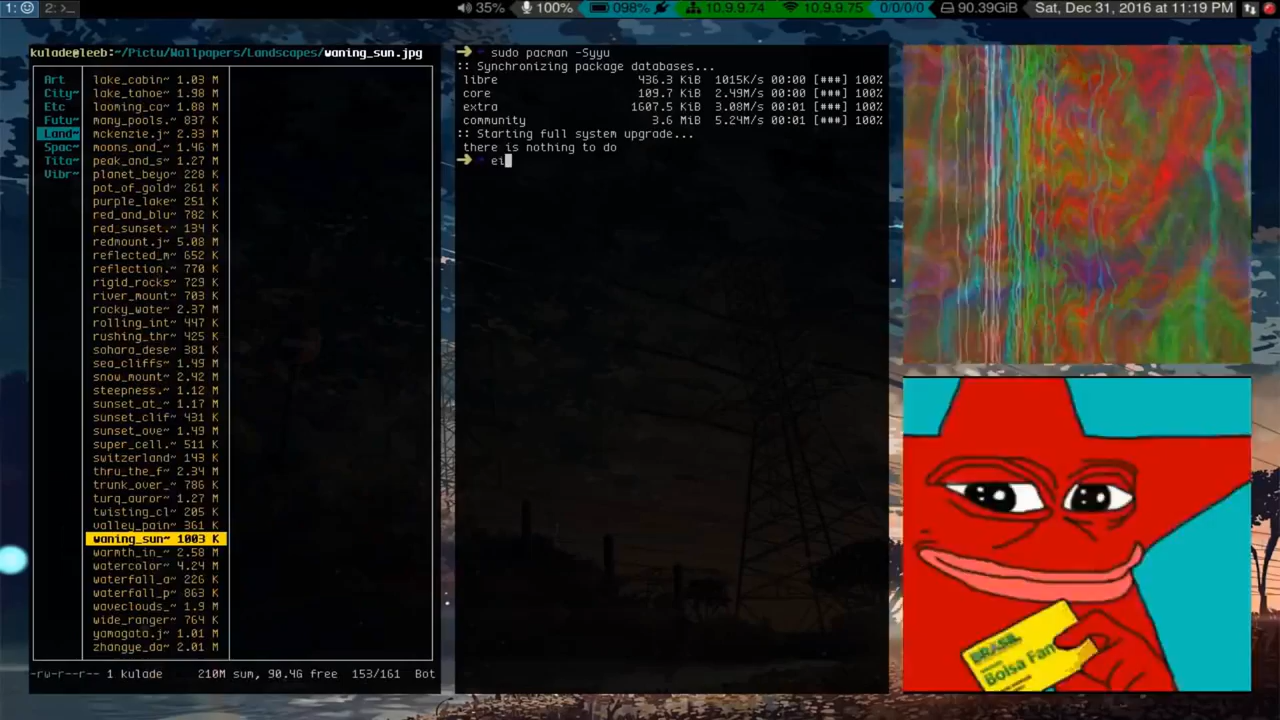 1: 2: >_ 35% 100% 098% 10.9.9.74 10.9.9.75 0/0/0/0 90.39GiB Sat, Dec 31, 2016 at 11:19 PM
kulade@leeb:~/Pictu/Wallpapers/Landscapes/waning_sun.jpg
Art
City~
Etc
Futu~
Land~
Spac~
Tita~
Vibr~
lake_cabin~ 1.03 M
lake_tahoe~ 1.98 M
looming_ca~ 1.88 M
many_pools.~ 837 K
mckenzie.j~ 2.33 M
moons_and_~ 1.46 M
peak_and_s~ 1.27 M
planet_beyo~ 228 K
pot_of_gold~ 261 K
purple_lake~ 251 K
red_and_blu~ 782 K
red_sunset.~ 134 K
redmount.j~ 5.08 M
reflected_m~ 652 K
reflection.~ 770 K
rigid_rocks~ 729 K
river_mount~ 703 K
rocky_wate~ 2.37 M
rolling_int~ 447 K
rushing_thr~ 425 K
sahara_dese~ 381 K
sea_cliffs~ 1.49 M
snow_mount~ 2.42 M
steepness.~ 1.12 M
sunset_at_~ 1.17 M
sunset_clif~ 431 K
sunset_ove~ 1.49 M
super_cell.~ 511 K
switzerland~ 143 K
thru_the_f~ 2.34 M
trunk_over_~ 786 K
turq_auror~ 1.27 M
twisting_cl~ 205 K
valley_pain~ 361 K
waning_sun~ 1003 K
warmth_in_~ 2.58 M
watercolor~ 4.24 M
waterfall_a~ 226 K
waterfall_p~ 863 K
waveclouds_~ 1.9 M
wide_ranger~ 764 K
yamagata.j~ 1.01 M
zhangye_da~ 2.01 M
-rw-r--r-- 1 kulade 210M sum, 90.4G free 153/161 Bot
~ sudo pacman -Syyu
:: Synchronizing package databases...
libre 436.3 KiB 1015K/s 00:00 [###] 100%
core 109.7 KiB 2.49M/s 00:00 [###] 100%
extra 1607.5 KiB 3.08M/s 00:01 [###] 100%
community 3.6 MiB 5.24M/s 00:01 [###] 100%
:: Starting full system upgrade...
there is nothing to do
~ ei
BRASIL
Bolsa Fam